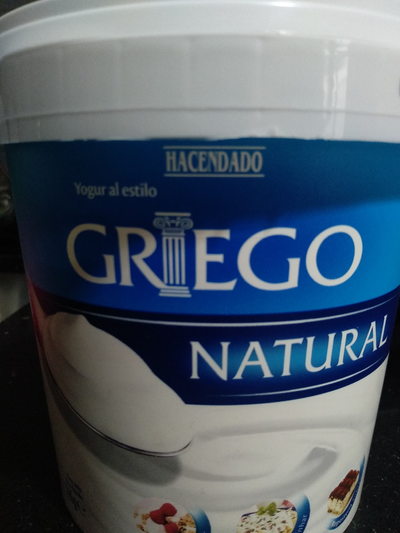 HACENDADO
Yogur al estilo
GRIEGO
NATURAL